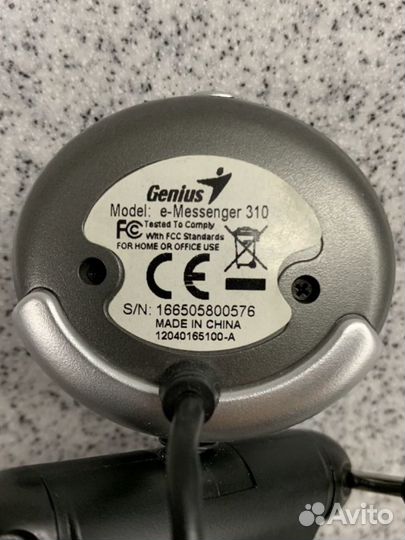 Genius
Model: e-Messenger 310
FC Tested To Comply
With FCC Standards
FOR HOME OR OFFICE USE
CE
S/N: 166505800576
MADE IN CHINA
12040165100-A
Avito